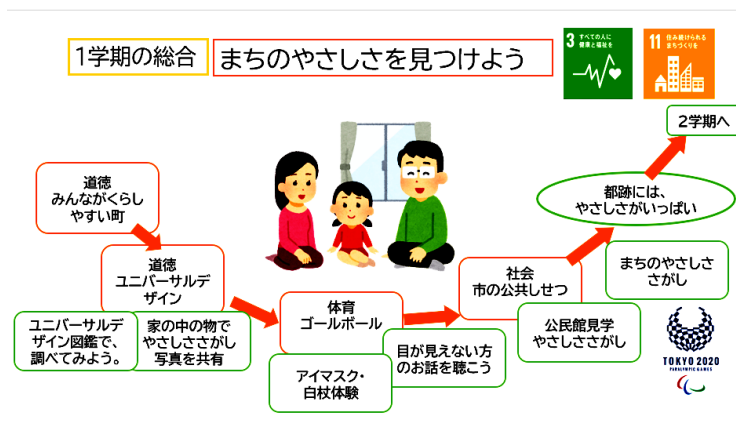 1学期の総合
まちのやさしさを見つけよう
3 すべての人に
健康と福祉を
11 住み続けられる
まちづくりを
2学期へ
道徳
みんながくらし
やすい町
都跡には、
やさしさがいっぱい
道徳
ユニバーサルデ
ザイン
社会
市の公共しせつ
まちのやさしさ
さがし
体育
ゴールボール
ユニバーサルデ
ザイン図鑑で、
調べてみよう。
家の中の物で
やさしささがし
写真を共有
公民館見学
やさしささがし
目が見えない方
のお話を聴こう
アイマスク・
白杖体験
TOKYO 2020
PARALYMPIC GAMES